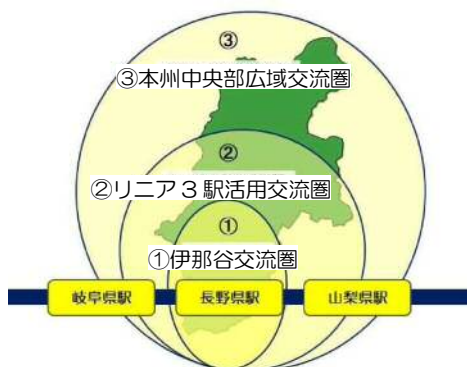 ③
③本州中央部広域交流圏
②
②リニア3駅活用交流圏
①
①伊那谷交流圏
岐阜県駅
長野県駅
山梨県駅